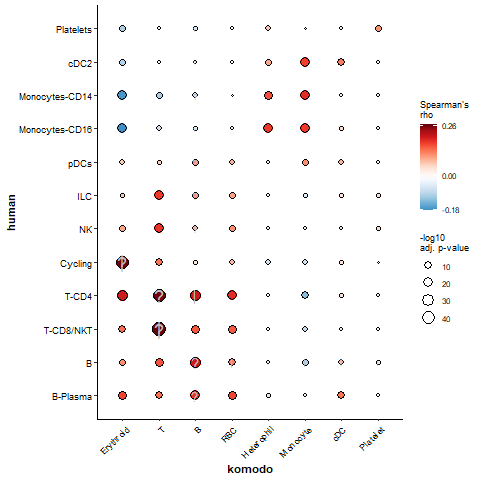 Platelets
cDC2
Monocytes-CD14
Monocytes-CD16
pDCs
ILC
NK
Cycling
T-CD4
T-CD8/NKT
B
B-Plasma
human
Erythroid
T
B
RBC
Heterophil
Monocyte
cDC
Platelet
komodo
Spearman's
rho
0.26
0.00
-0.18
-log10
adj. p-value
10
20
30
40